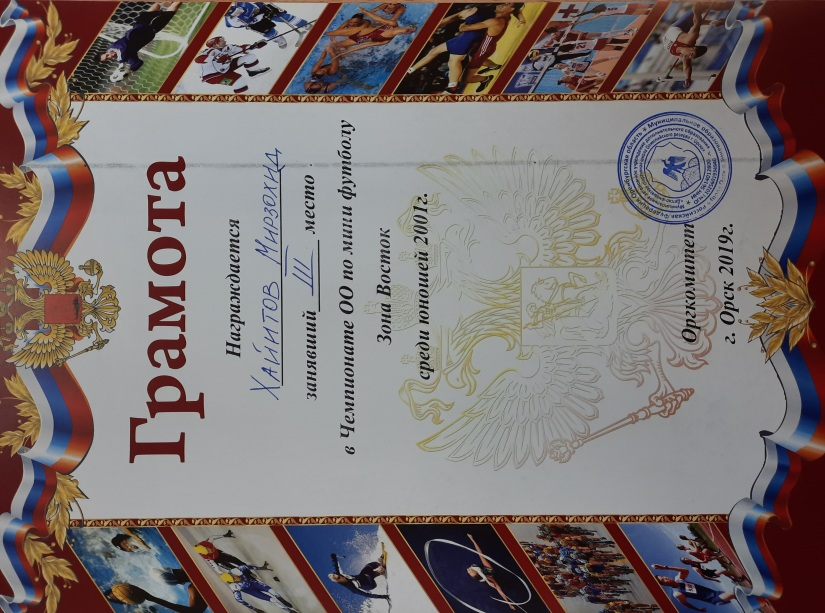 Грамота
Награждается
Хайитов Мирзохид
занявший III место
в Чемпионате ОО по мини футболу
Зона Восток
среди юношей 2001г.
Оргкомитет
г. Орск 2019г.